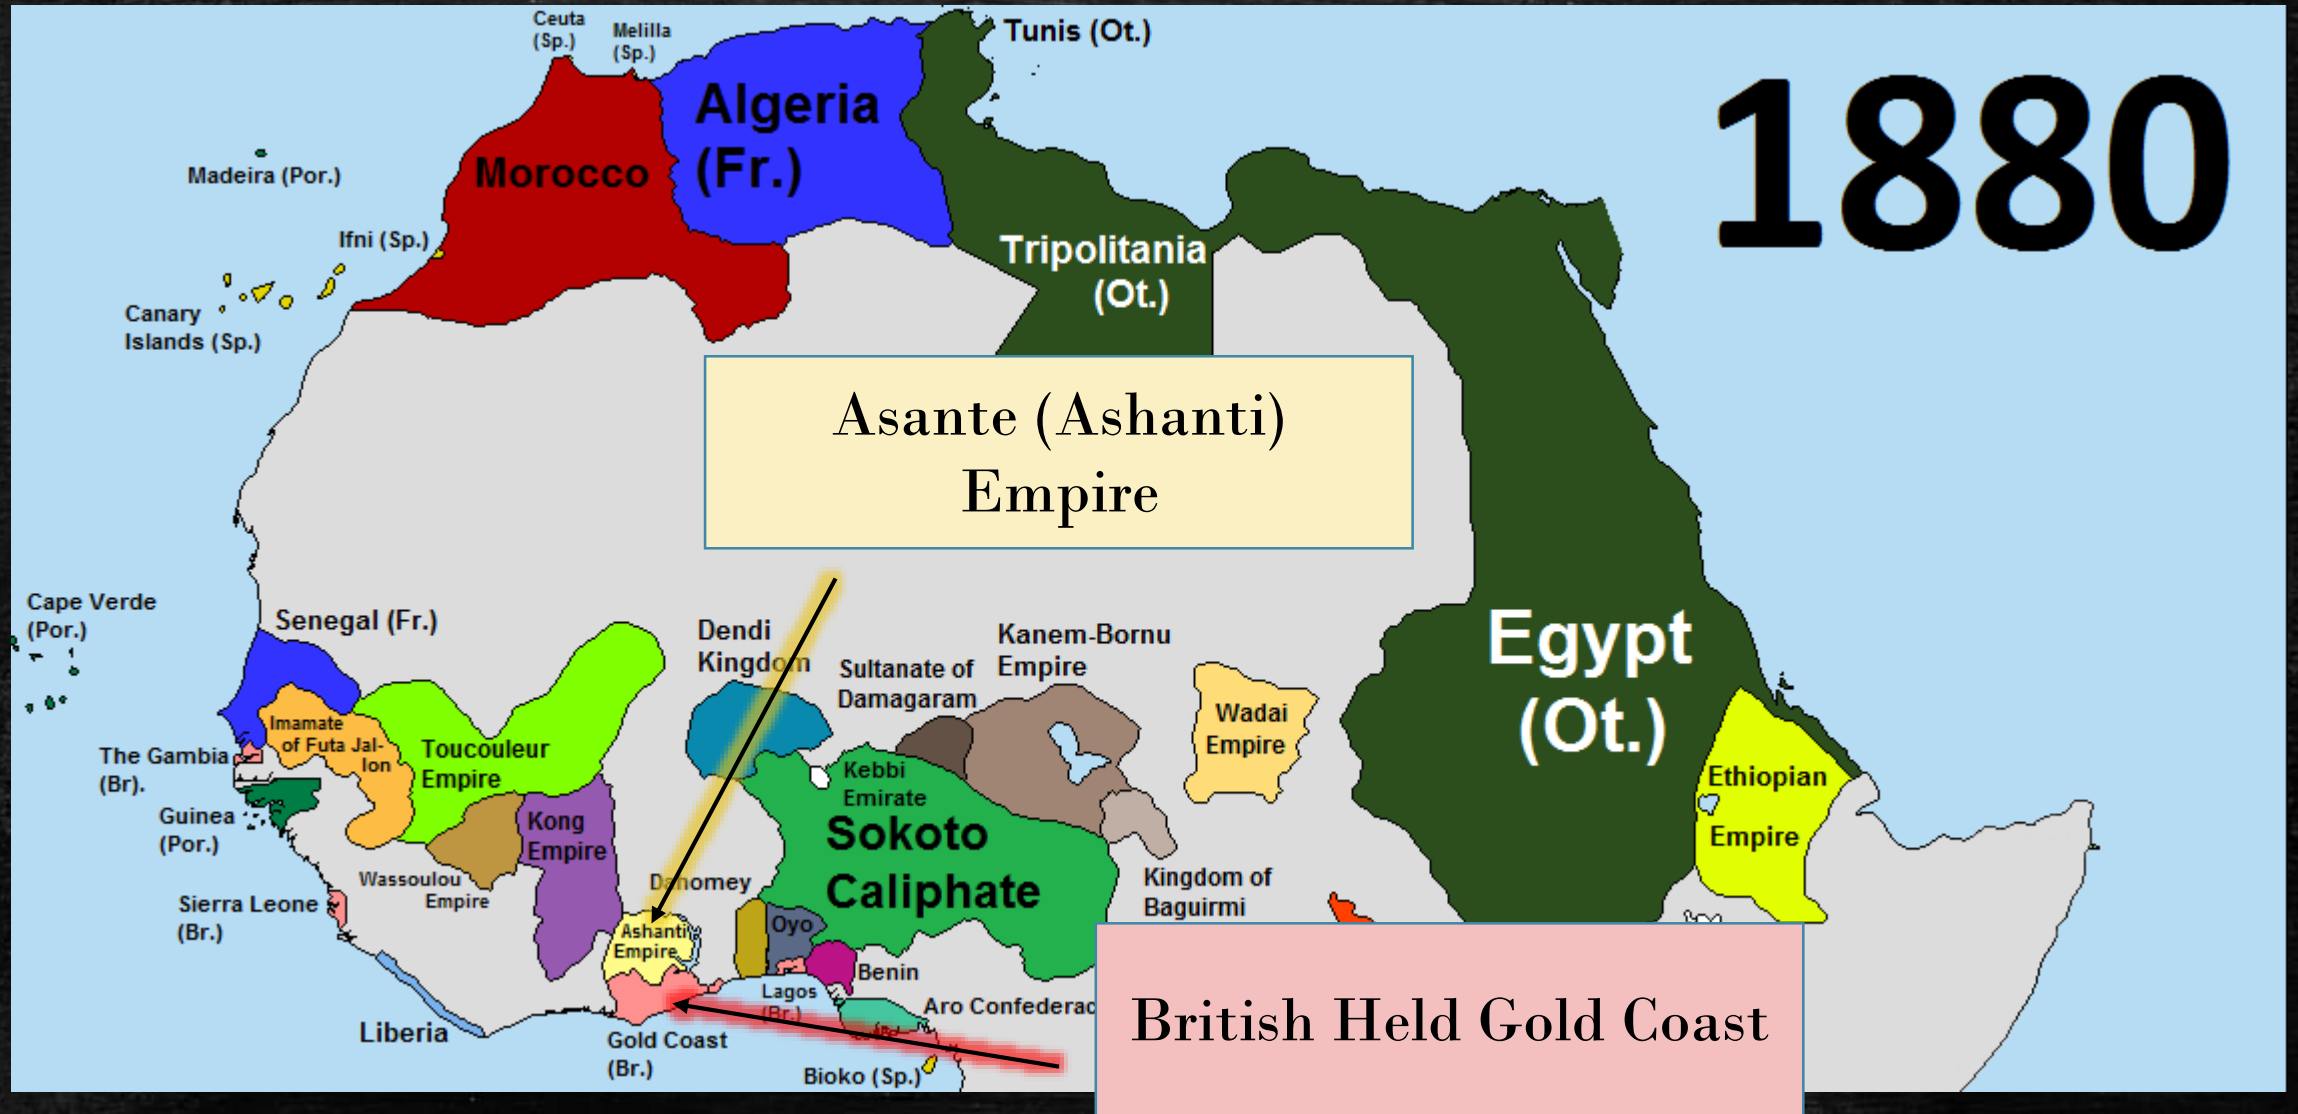 Ceuta
(Sp.)
Melilla
(Sp.)
Tunis (Ot.)
1880
Algeria
(Fr.)
Morocco
Madeira (Por.)
Ifni (Sp.)
Tripolitania
(Ot.)
Canary
Islands (Sp.)
Asante (Ashanti)
Empire
Cape Verde
(Por.)
Senegal (Fr.)
Dendi
Kingdom
Sultanate of
Damagaram
Kanem-Bornu
Empire
Egypt
(Ot.)
Wadai
Empire
Imamate
of Futa Jal-
lon
Toucouleur
Empire
The Gambia
(Br).
Kebbi
Emirate
Ethiopian
Empire
Guinea
(Por.)
Kong
Empire
Sokoto
Caliphate
Wassoulou
Empire
Dahomey
Kingdom of
Baguirmi
Sierra Leone
(Br.)
Ashanti
Empire
Oyo
Benin
Lagos
(Br.)
Aro Confederac
Liberia
Gold Coast
(Br.)
Bioko (Sp.)
British Held Gold Coast